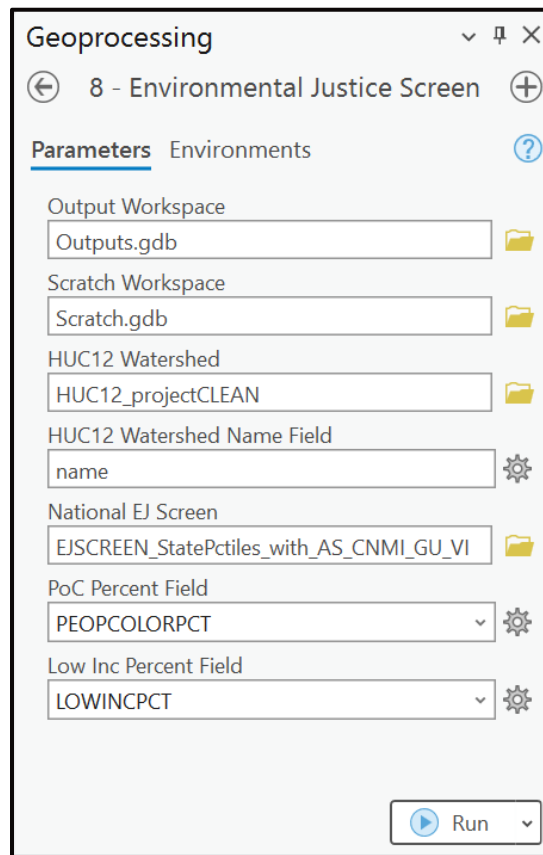 Geoprocessing
8 - Environmental Justice Screen
Parameters Environments
Output Workspace
Outputs.gdb
Scratch Workspace
Scratch.gdb
HUC12 Watershed
HUC12_projectCLEAN
HUC12 Watershed Name Field
name
National EJ Screen
EJSCREEN_StatePctiles_with_AS_CNMI_GU_VI
PoC Percent Field
PEOPCOLORPCT
Low Inc Percent Field
LOWINCPCT
Run